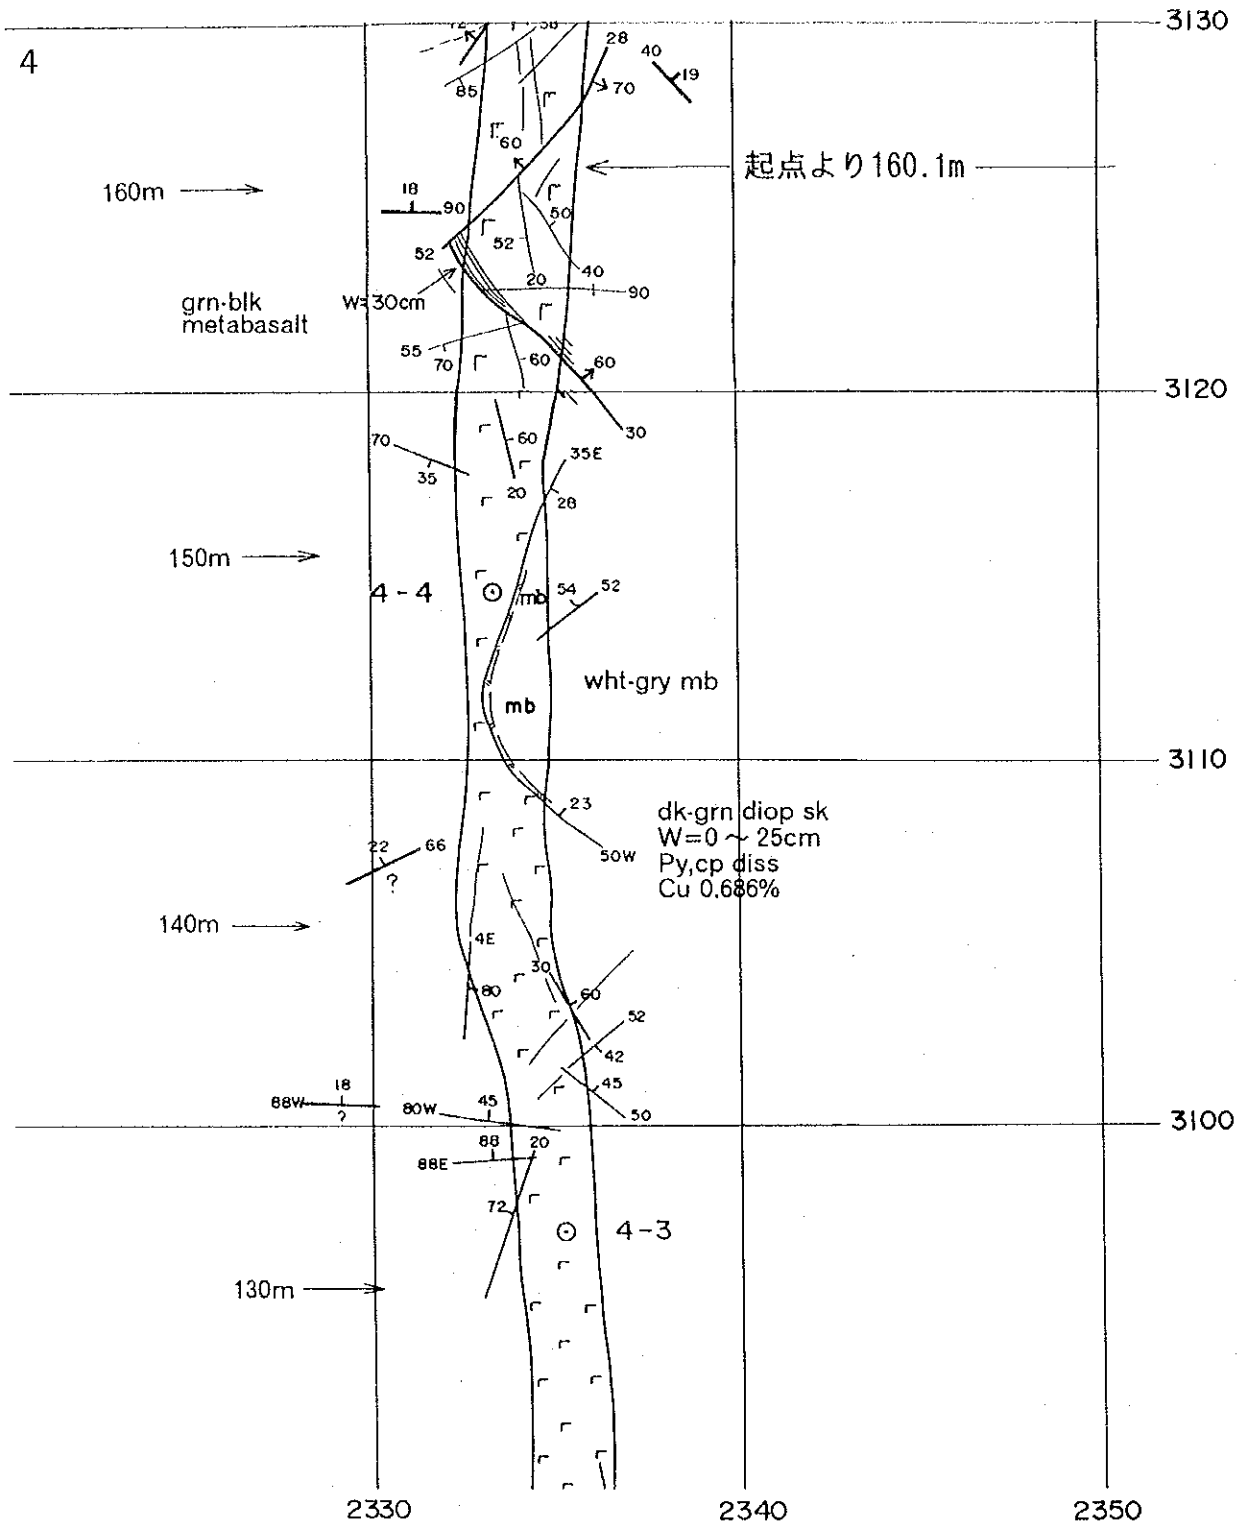 3130
4
28
40
19
70
85
60
起点より160.1m
160m
18
90
50
52
52
40
20
90
grn-blk
metabasalt
W=30cm
55
70
60
60
3120
30
70
60
35E
35
20
28
150m
4-4
mb
54
52
wht-gry mb
mb
3110
23
dk-grn diop sk
W=0～25cm
Py,cp diss
Cu 0.686%
50W
22
66
?
140m
4E
30
80
60
52
42
18
88W
?
80W
45
45
50
3100
88
20
88E
72
4-3
130m
2330
2340
2350